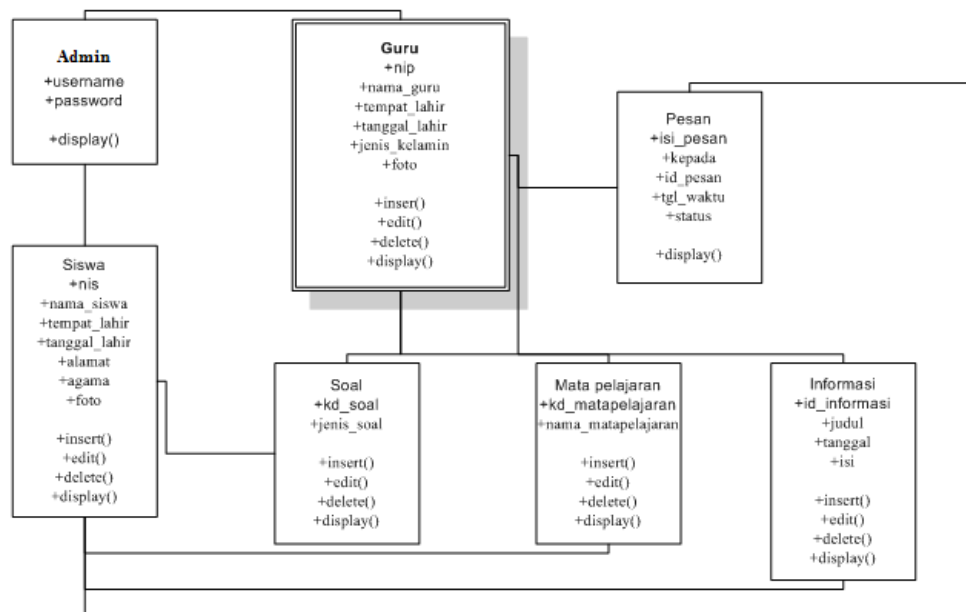 Admin
+username
+password
+display()
Guru
+nip
+nama_guru
+tempat_lahir
+tanggal_lahir
+jenis_kelamin
+foto
+inser()
+edit()
+delete()
+display()
Pesan
+isi_pesan
+kepada
+id_pesan
+tgl_waktu
+status
+display()
Siswa
+nis
+nama_siswa
+tempat_lahir
+tanggal_lahir
+alamat
+agama
+foto
+insert()
+edit()
+delete()
+display()
Soal
+kd_soal
+jenis_soal
+insert()
+edit()
+delete()
+display()
Mata pelajaran
+kd_matapelajaran
+nama_matapelajaran
+insert()
+edit()
+delete()
+display()
Informasi
+id_informasi
+judul
+tanggal
+isi
+insert()
+edit()
+delete()
+display()